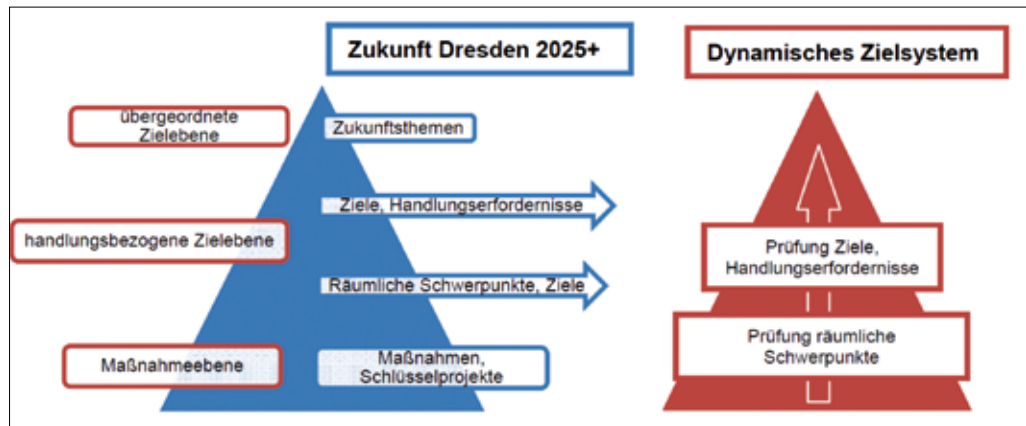 Zukunft Dresden 2025+
Dynamisches Zielsystem
übergeordnete
Zielebene
Zukunftsthemen
Ziele, Handlungserfordernisse
handlungsbezogene Zielebene
Räumliche Schwerpunkte, Ziele
Maßnahmeebene
Maßnahmen,
Schlüsselprojekte
Prüfung Ziele,
Handlungserfordernisse
Prüfung räumliche
Schwerpunkte